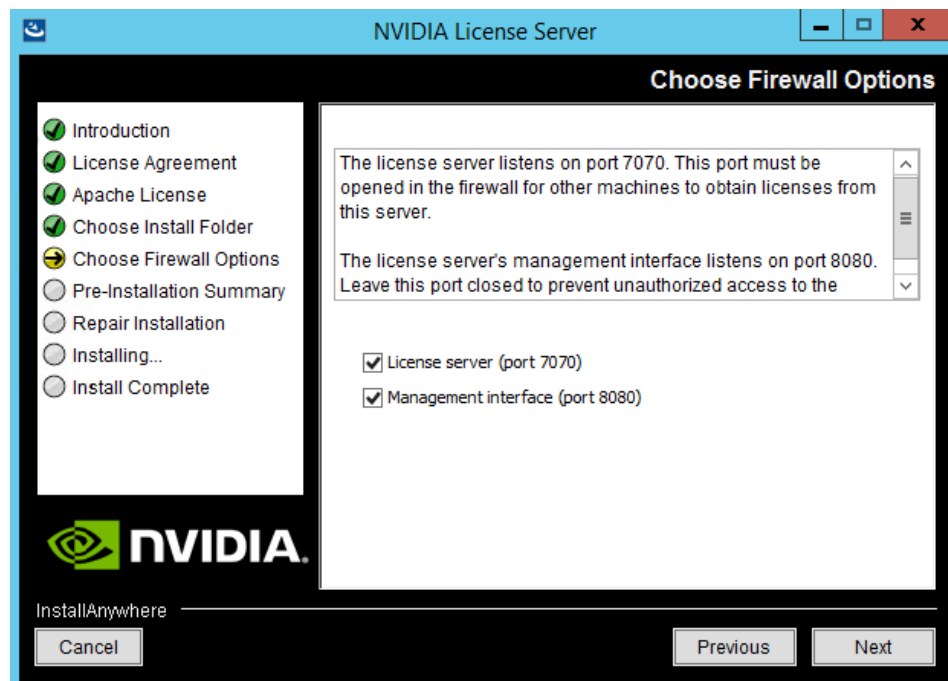 NVIDIA License Server
Choose Firewall Options
Introduction
License Agreement
Apache License
Choose Install Folder
Choose Firewall Options
Pre-Installation Summary
Repair Installation
Installing...
Install Complete
The license server listens on port 7070. This port must be
opened in the firewall for other machines to obtain licenses from
this server.
The license server's management interface listens on port 8080.
Leave this port closed to prevent unauthorized access to the
License server (port 7070)
Management interface (port 8080)
NVIDIA.
InstallAnywhere
Cancel
Previous
Next